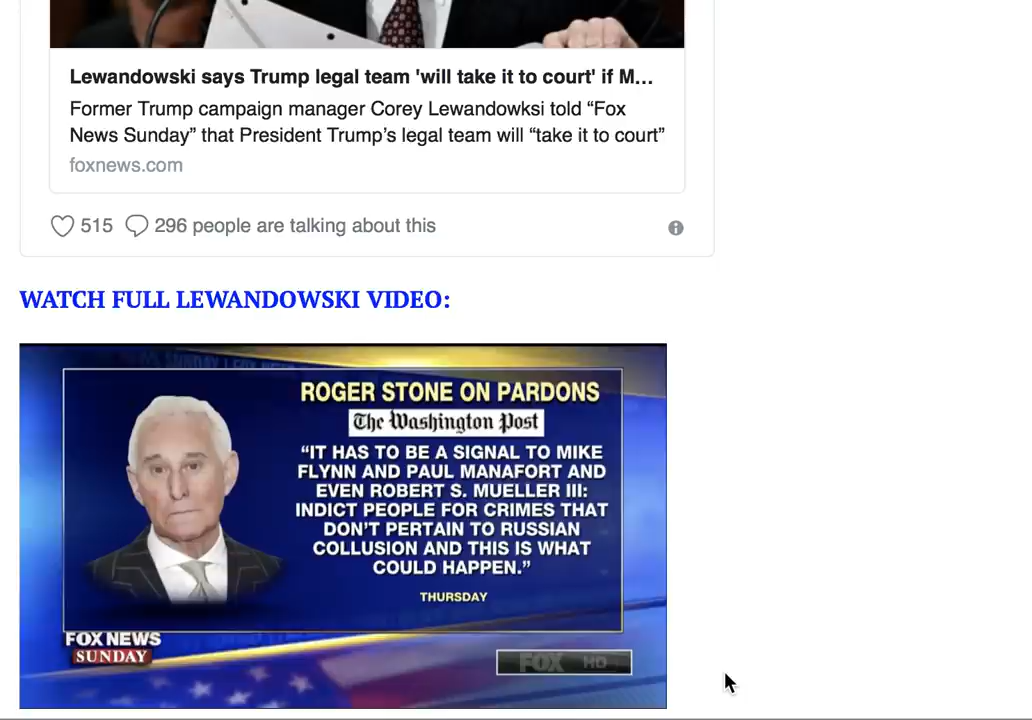 Lewandowski says Trump legal team 'will take it to court' if M...
Former Trump campaign manager Corey Lewandowksi told “Fox
News Sunday” that President Trump’s legal team will “take it to court”
foxnews.com
515 296 people are talking about this
WATCH FULL LEWANDOWSKI VIDEO:
ROGER STONE ON PARDONS
The Washington Post
“IT HAS TO BE A SIGNAL TO MIKE
FLYNN AND PAUL MANAFORT AND
EVEN ROBERT S. MUELLER III:
INDICT PEOPLE FOR CRIMES THAT
DON’T PERTAIN TO RUSSIAN
COLLUSION AND THIS IS WHAT
COULD HAPPEN.”
THURSDAY
FOX NEWS
SUNDAY
FOX HD